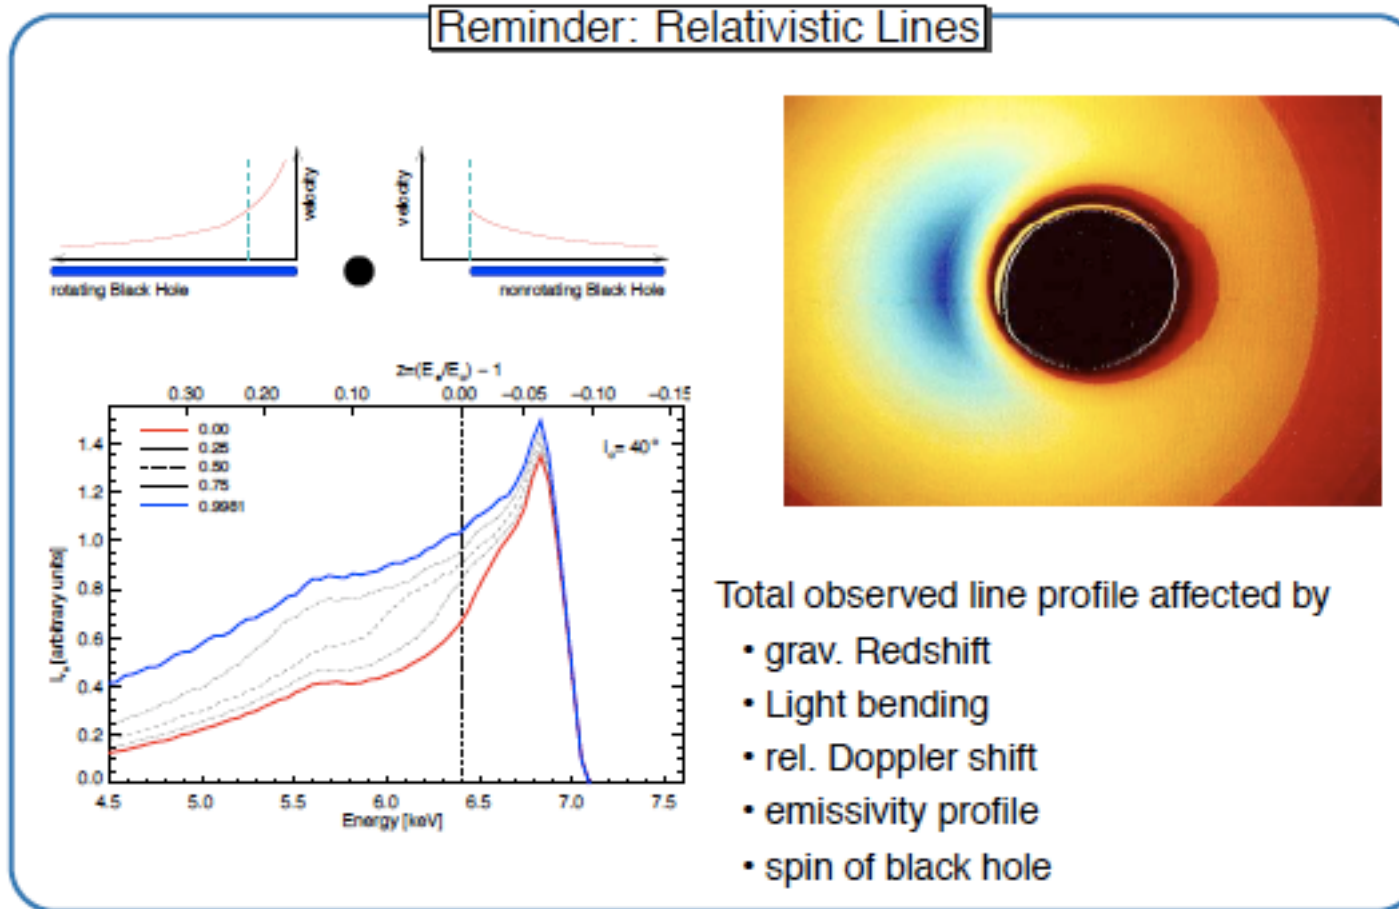 Reminder: Relativistic Lines
velocity
velocity
rotating Black Hole
nonrotating Black Hole
z=(Eₑ/Eₒ) − 1
0.30 0.20 0.10 0.00 −0.05 −0.10 −0.15
0.00
0.25
0.50
0.75
0.9981
= 40°
1.4
1.2
1.0
0.8
0.6
0.4
0.2
0.0
[arbitrary units]
4.5 5.0 5.5 6.0 6.5 7.0 7.5
Energy [keV]
Total observed line profile affected by
• grav. Redshift
• Light bending
• rel. Doppler shift
• emissivity profile
• spin of black hole